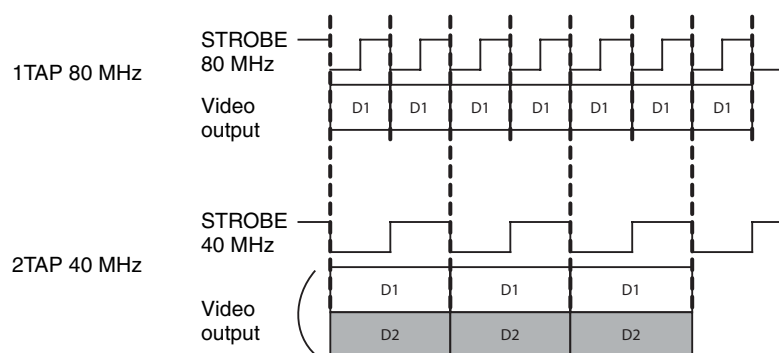 1TAP 80 MHz
STROBE
80 MHz
Video
output
D1 D1 D1 D1 D1 D1 D1
2TAP 40 MHz
STROBE
40 MHz
Video
output
D1 D1 D1
D2 D2 D2